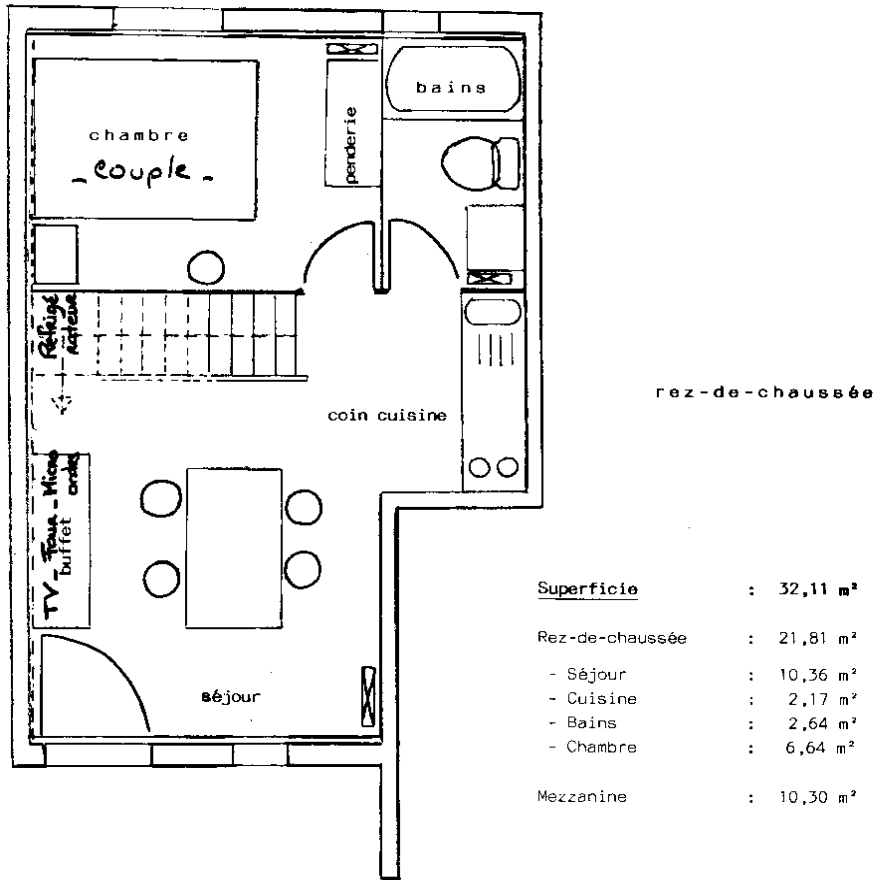 bains
chambre
- couple -
penderie
Réfrigé
rateur
coin cuisine
rez-de-chaussée
TV - Four - Micro
ondes
buffet
séjour
Superficie : 32,11 m²
Rez-de-chaussée : 21,81 m²
- Séjour : 10,36 m²
- Cuisine : 2,17 m²
- Bains : 2,64 m²
- Chambre : 6,64 m²
Mezzanine : 10,30 m²